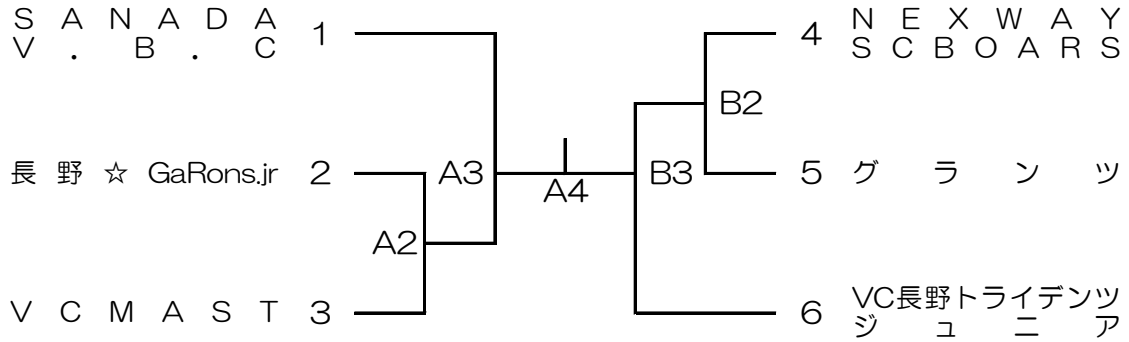 SANADA
V.B.C
1
長野☆GaRons.jr
2
VCMAST
3
A2
A3
A4
B2
B3
4
NEXWAY
SCBOARS
5
グランツ
6
VC長野トライデンツ
ジュニア